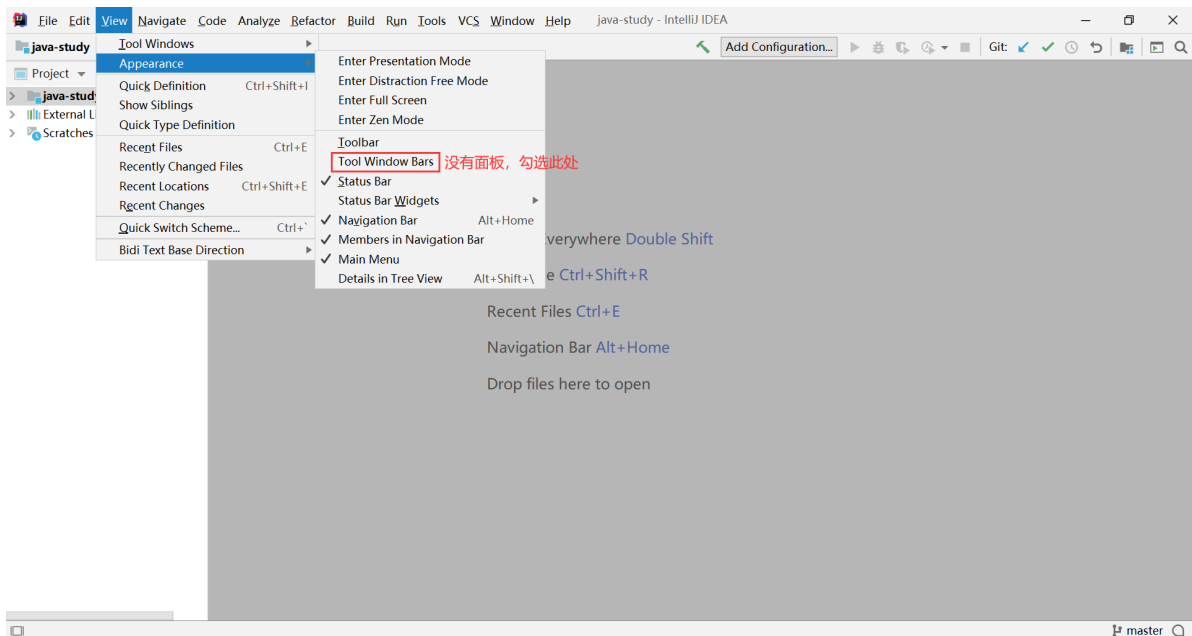 File Edit View Navigate Code Analyze Refactor Build Run Tools VCS Window Help java-study - IntelliJ IDEA
java-study Add Configuration... Git:
Project
java-stud
External L
Scratches
Tool Windows
Appearance
Quick Definition Ctrl+Shift+I
Show Siblings
Quick Type Definition
Recent Files Ctrl+E
Recently Changed Files
Recent Locations Ctrl+Shift+E
Recent Changes
Quick Switch Scheme... Ctrl+`
Bidi Text Base Direction
Enter Presentation Mode
Enter Distraction Free Mode
Enter Full Screen
Enter Zen Mode
Toolbar
Tool Window Bars 没有面板，勾选此处
Status Bar
Status Bar Widgets
Navigation Bar Alt+Home
Members in Navigation Bar
Main Menu
Details in Tree View Alt+Shift+\
verywhere Double Shift
e Ctrl+Shift+R
Recent Files Ctrl+E
Navigation Bar Alt+Home
Drop files here to open
master